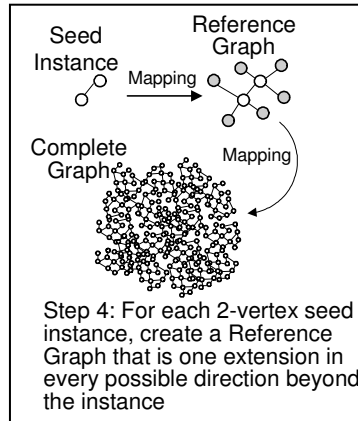 Seed
Instance
Reference
Graph
Mapping
Complete
Graph
Mapping
Step 4: For each 2-vertex seed
instance, create a Reference
Graph that is one extension in
every possible direction beyond
the instance